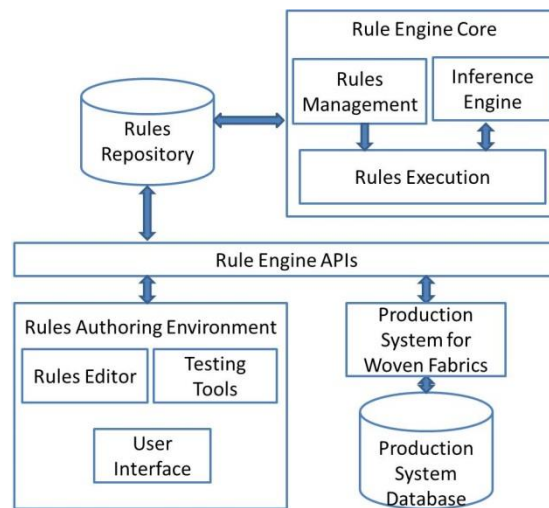 Rule Engine Core
Rules
Management
Inference
Engine
Rules Execution
Rules
Repository
Rule Engine APIs
Rules Authoring Environment
Rules Editor
Testing
Tools
User
Interface
Production
System for
Woven Fabrics
Production
System
Database